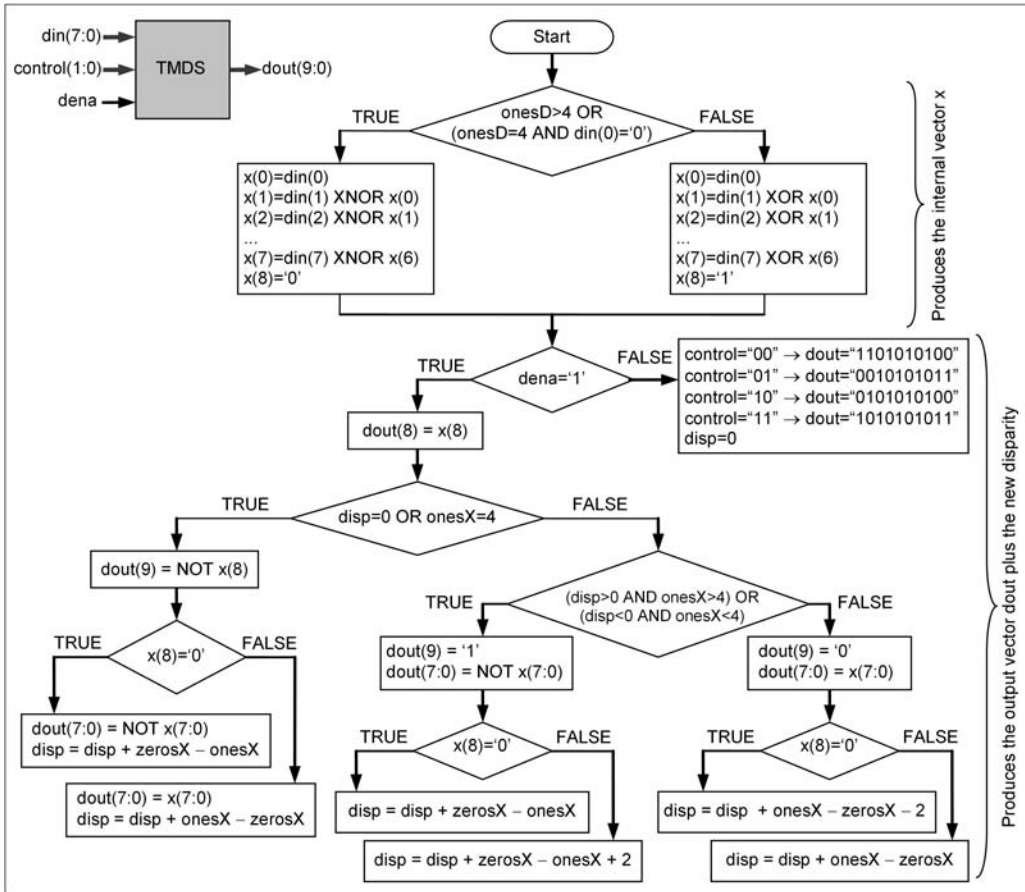 din(7:0)
control(1:0)
dena
TMDS
dout(9:0)
Start
onesD>4 OR
(onesD=4 AND din(0)=‘0’)
TRUE
FALSE
x(0)=din(0)
x(1)=din(1) XNOR x(0)
x(2)=din(2) XNOR x(1)
...
x(7)=din(7) XNOR x(6)
x(8)=‘0’
x(0)=din(0)
x(1)=din(1) XOR x(0)
x(2)=din(2) XOR x(1)
...
x(7)=din(7) XOR x(6)
x(8)=‘1’
Produces the internal vector x
dena=‘1’
TRUE
FALSE
control=“00” → dout=“1101010100”
control=“01” → dout=“0010101011”
control=“10” → dout=“0101010100”
control=“11” → dout=“1010101011”
disp=0
dout(8) = x(8)
disp=0 OR onesX=4
TRUE
FALSE
dout(9) = NOT x(8)
(disp>0 AND onesX>4) OR
(disp<0 AND onesX<4)
TRUE
FALSE
x(8)=‘0’
TRUE
FALSE
dout(9) = ‘1’
dout(7:0) = NOT x(7:0)
dout(9) = ‘0’
dout(7:0) = x(7:0)
dout(7:0) = NOT x(7:0)
disp = disp + zerosX – onesX
dout(7:0) = x(7:0)
disp = disp + onesX – zerosX
x(8)=‘0’
TRUE
FALSE
disp = disp + zerosX – onesX
disp = disp + zerosX – onesX + 2
x(8)=‘0’
TRUE
FALSE
disp = disp + onesX – zerosX – 2
disp = disp + onesX – zerosX
Produces the output vector dout plus the new disparity